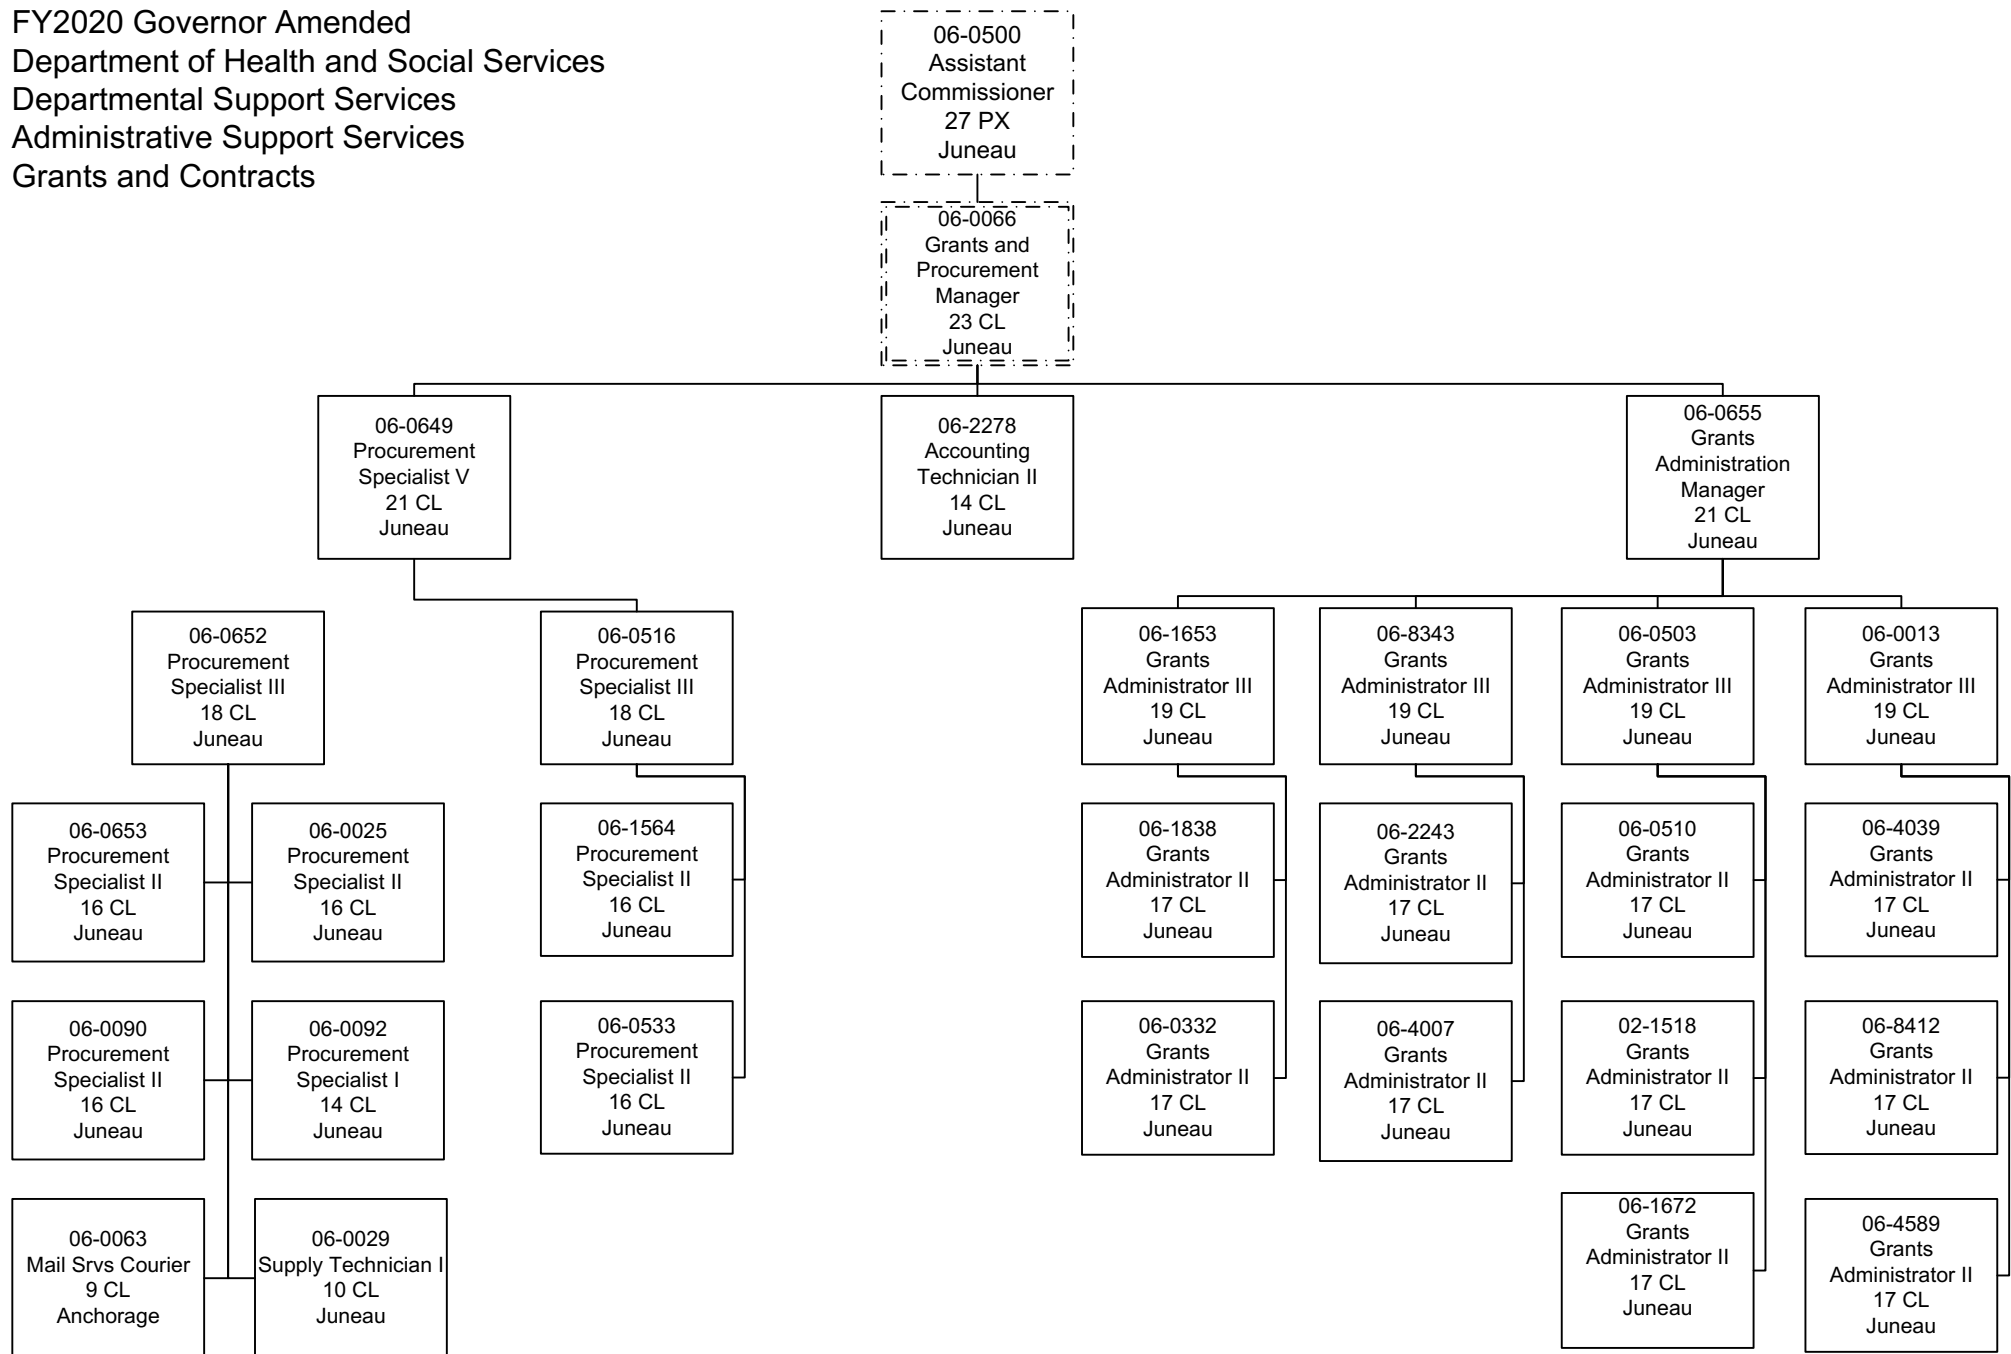 FY2020 Governor Amended
Department of Health and Social Services
Departmental Support Services
Administrative Support Services
Grants and Contracts
06-0500
Assistant
Commissioner
27 PX
Juneau
06-0066
Grants and
Procurement
Manager
23 CL
Juneau
06-0649
Procurement
Specialist V
21 CL
Juneau
06-2278
Accounting
Technician II
14 CL
Juneau
06-0655
Grants
Administration
Manager
21 CL
Juneau
06-0652
Procurement
Specialist III
18 CL
Juneau
06-0516
Procurement
Specialist III
18 CL
Juneau
06-1653
Grants
Administrator III
19 CL
Juneau
06-8343
Grants
Administrator III
19 CL
Juneau
06-0503
Grants
Administrator III
19 CL
Juneau
06-0013
Grants
Administrator III
19 CL
Juneau
06-0653
Procurement
Specialist II
16 CL
Juneau
06-0025
Procurement
Specialist II
16 CL
Juneau
06-1564
Procurement
Specialist II
16 CL
Juneau
06-1838
Grants
Administrator II
17 CL
Juneau
06-2243
Grants
Administrator II
17 CL
Juneau
06-0510
Grants
Administrator II
17 CL
Juneau
06-4039
Grants
Administrator II
17 CL
Juneau
06-0090
Procurement
Specialist II
16 CL
Juneau
06-0092
Procurement
Specialist I
14 CL
Juneau
06-0533
Procurement
Specialist II
16 CL
Juneau
06-0332
Grants
Administrator II
17 CL
Juneau
06-4007
Grants
Administrator II
17 CL
Juneau
02-1518
Grants
Administrator II
17 CL
Juneau
06-8412
Grants
Administrator II
17 CL
Juneau
06-0063
Mail Srvs Courier
9 CL
Anchorage
06-0029
Supply Technician I
10 CL
Juneau
06-1672
Grants
Administrator II
17 CL
Juneau
06-4589
Grants
Administrator II
17 CL
Juneau